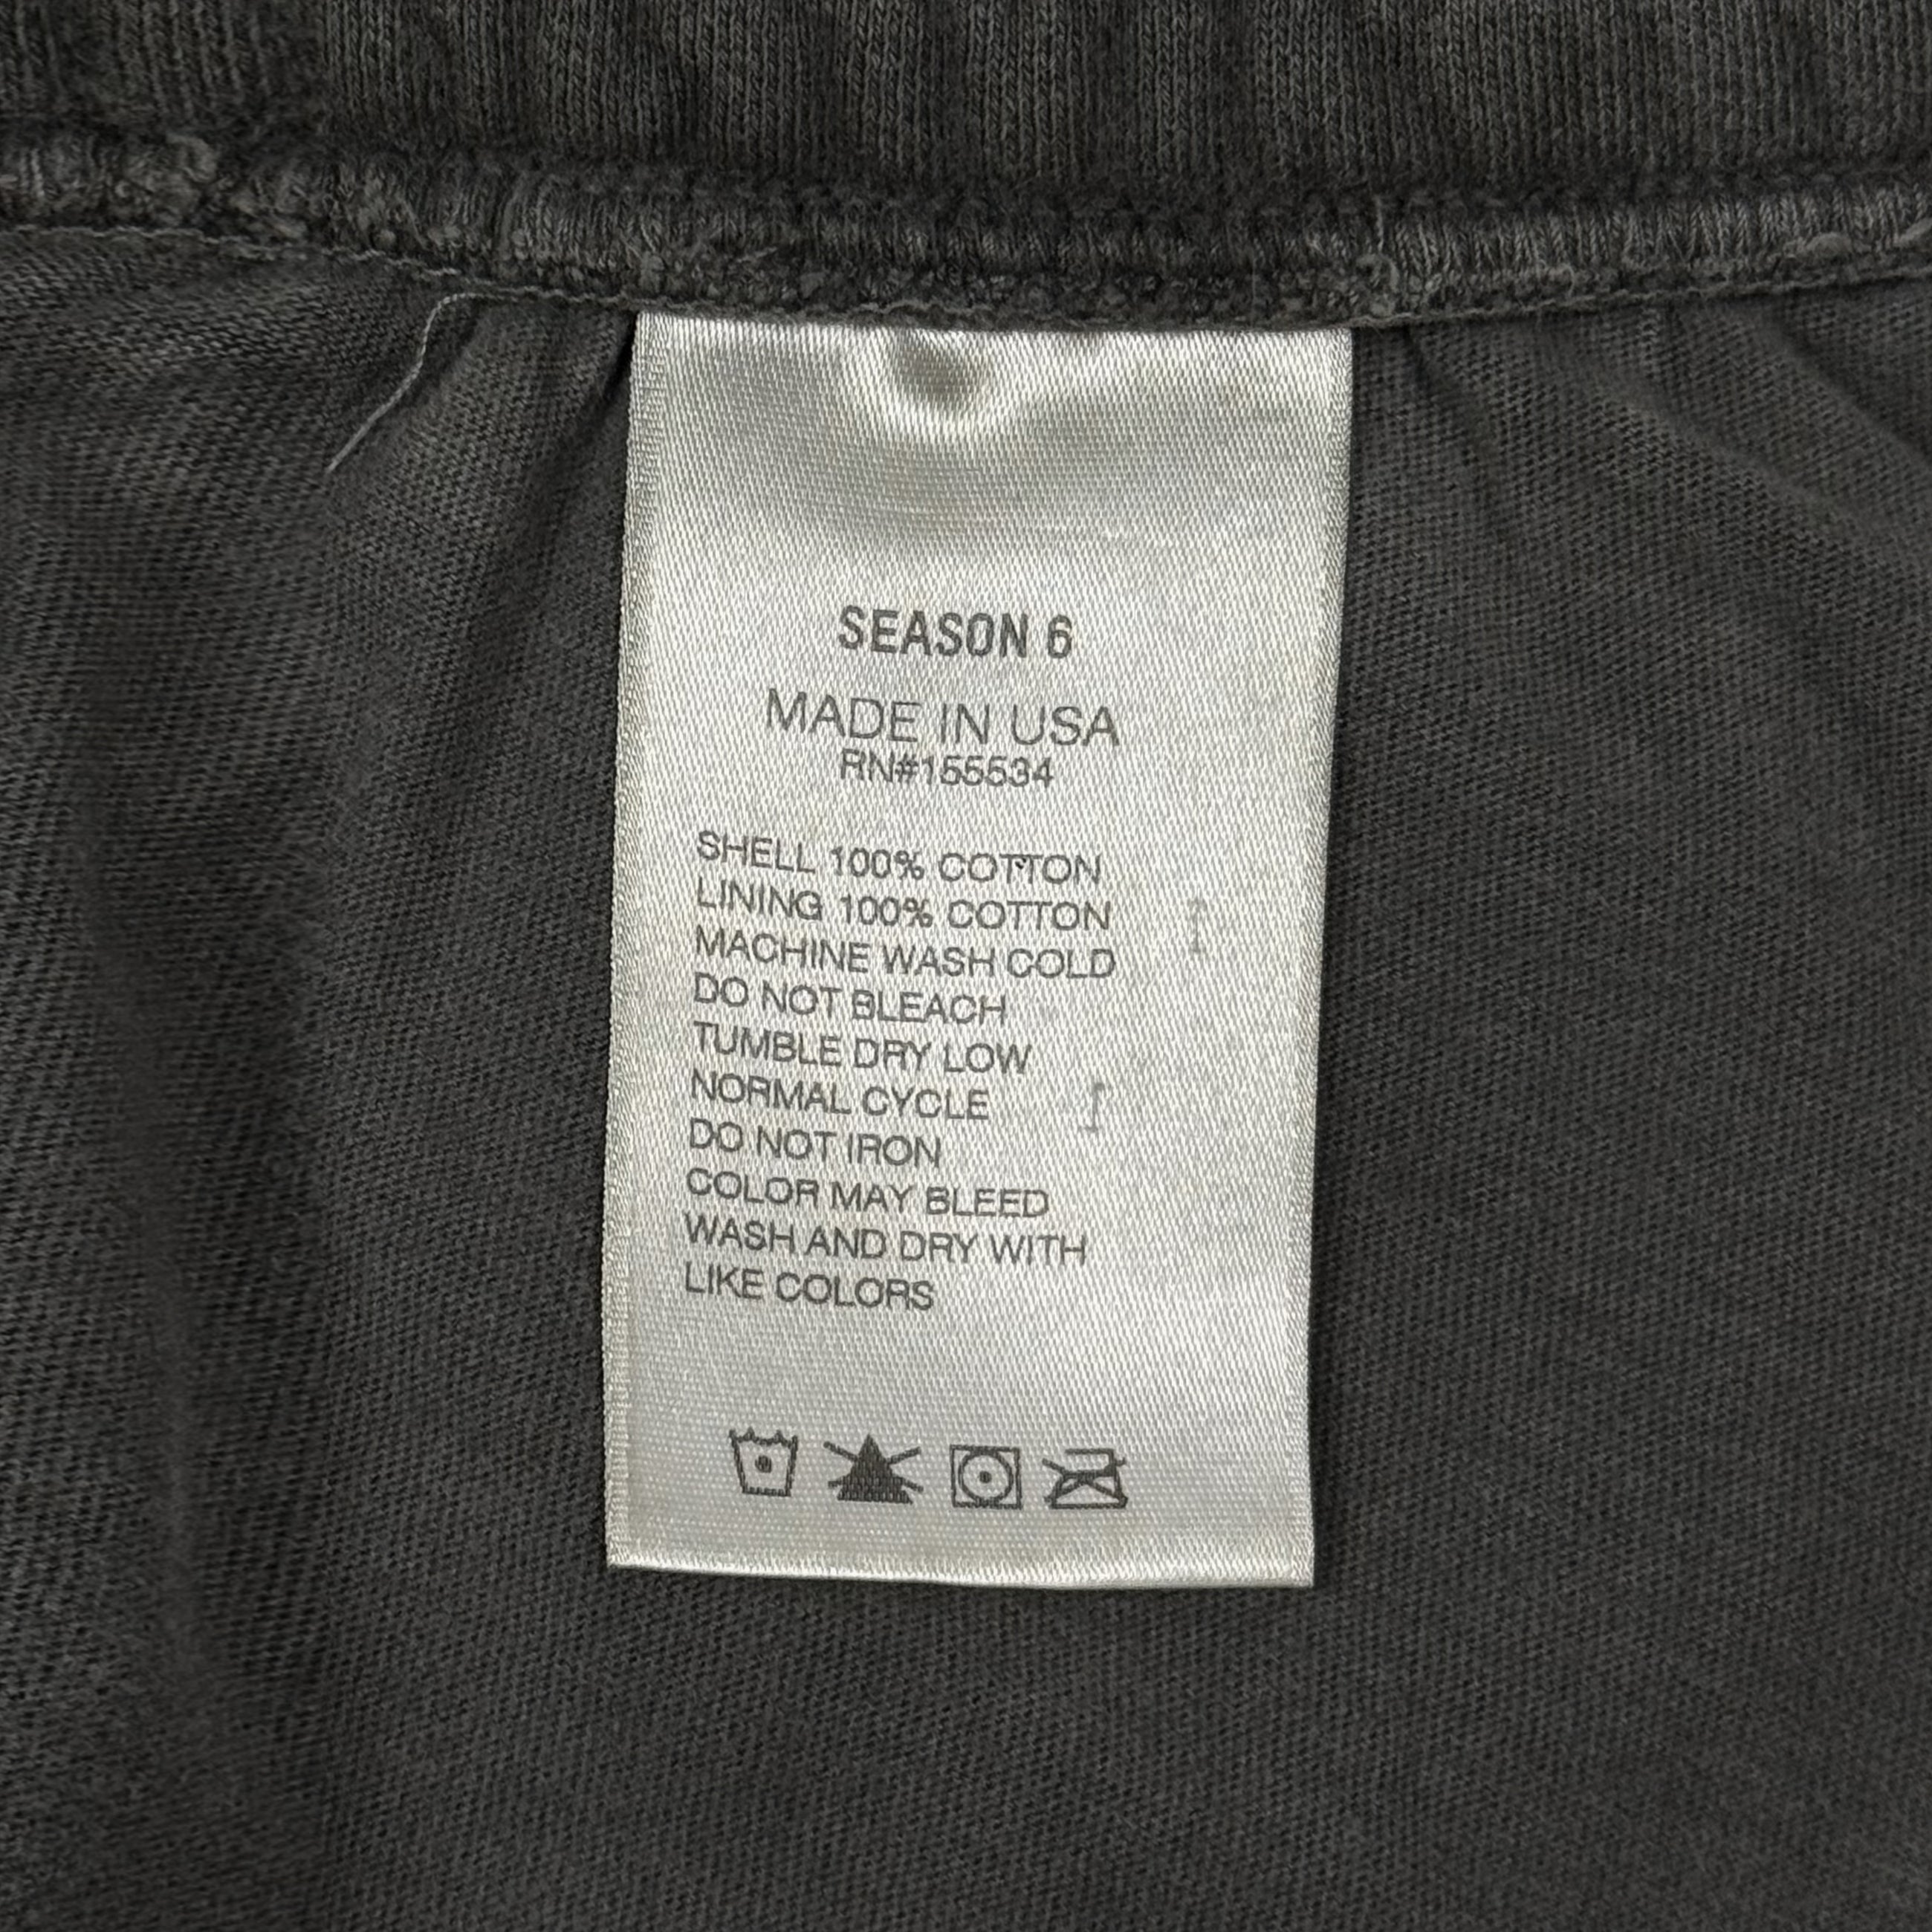 SEASON 6
MADE IN USA
RN#155534
SHELL 100% COTTON
LINING 100% COTTON
MACHINE WASH COLD
DO NOT BLEACH
TUMBLE DRY LOW
NORMAL CYCLE
DO NOT IRON
COLOR MAY BLEED
WASH AND DRY WITH
LIKE COLORS